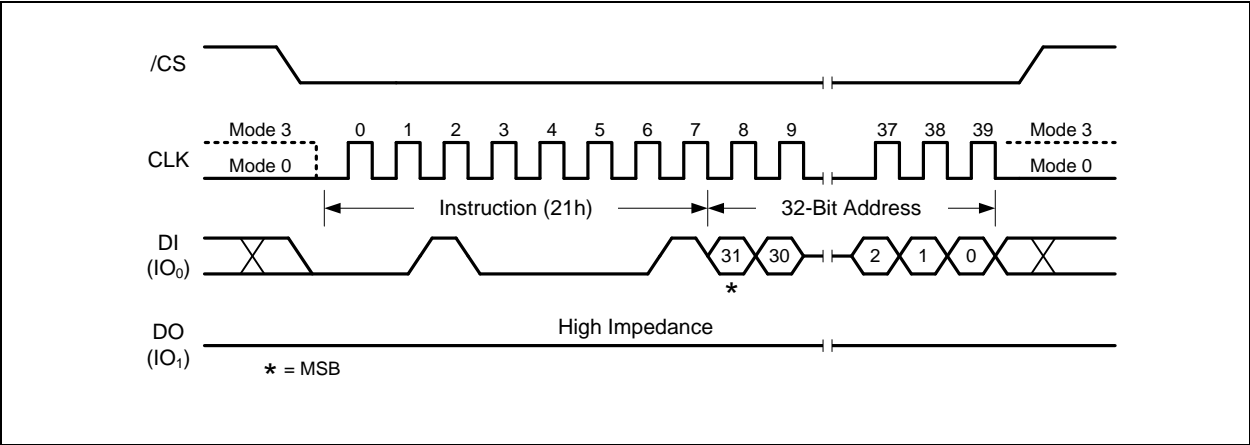 /CS
Mode 3 0 1 2 3 4 5 6 7 8 9 37 38 39 Mode 3
CLK
Mode 0 Mode 0
Instruction (21h) 32-Bit Address
DI
(IO₀)
31 30 2 1 0
*
High Impedance
DO
(IO₁)
* = MSB